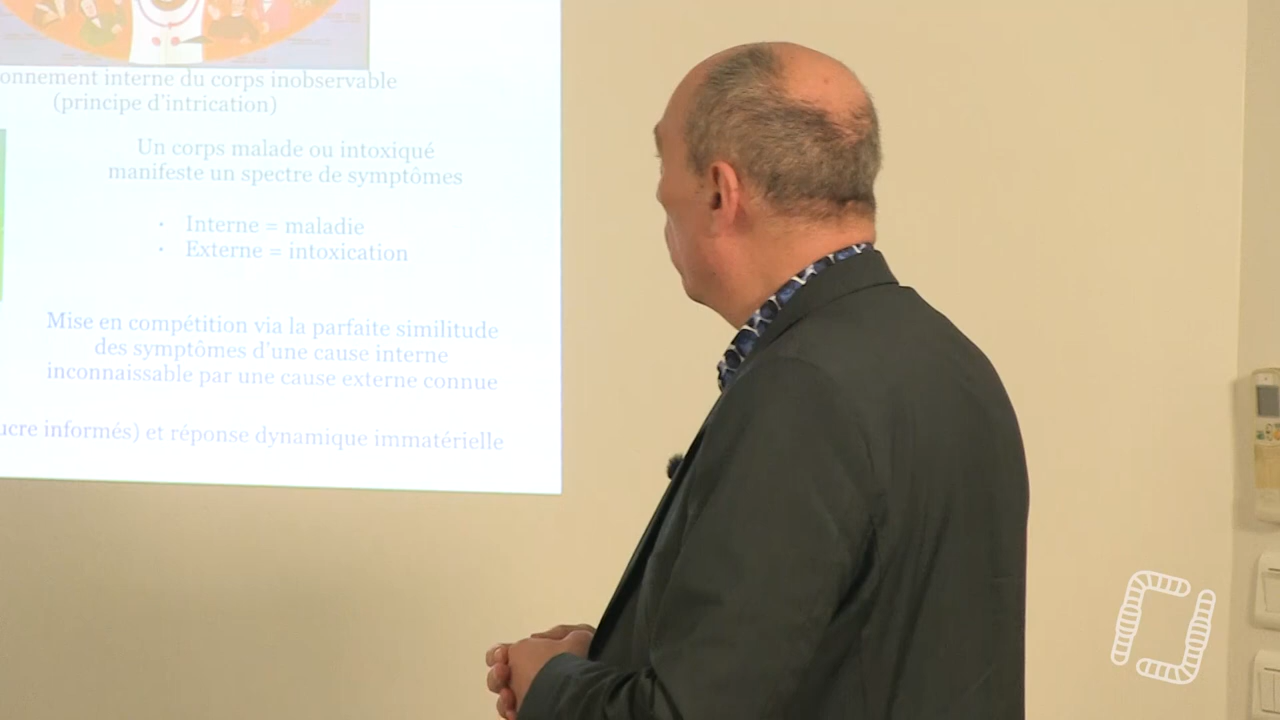 onnement interne du corps inobservable
(principe d'intrication)
Un corps malade ou intoxiqué
manifeste un spectre de symptômes
• Interne = maladie
• Externe = intoxication
Mise en compétition via la parfaite similitude
des symptômes d'une cause interne
inconnaissable par une cause externe connue
ucre informés) et réponse dynamique immatérielle